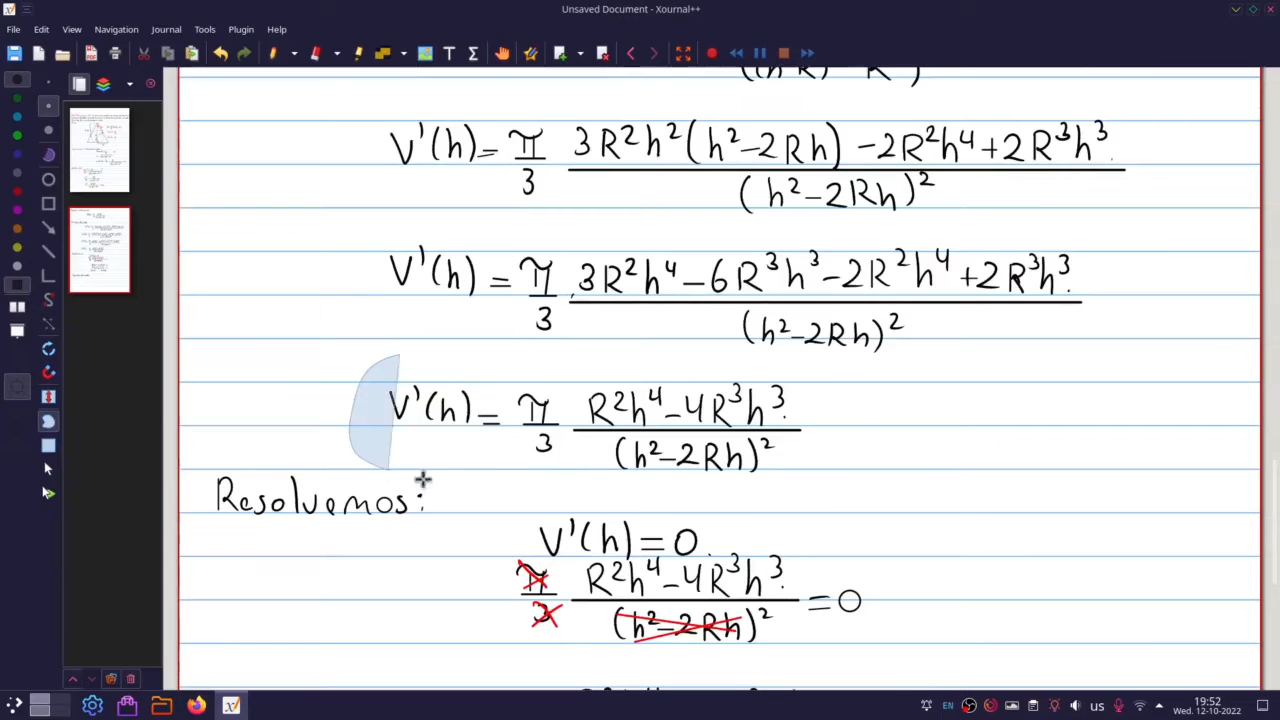 Unsaved Document - Xournal++
File Edit View Navigation Journal Tools Plugin Help
V'(h) = π/3 (3R²h²(h²-2Rh) - 2R²h⁴ + 2R³h³)/(h²-2Rh)²
V'(h) = π/3 (3R²h⁴ - 6R³h³ - 2R²h⁴ + 2R³h³)/(h²-2Rh)²
V'(h) = π/3 (R²h⁴ - 4R³h³)/(h²-2Rh)²
Resolvemos:
V'(h) = 0.
π/3 (R²h⁴ - 4R³h³)/(h²-2Rh)² = 0
EN us 19:52
Wed. 12-10-2022